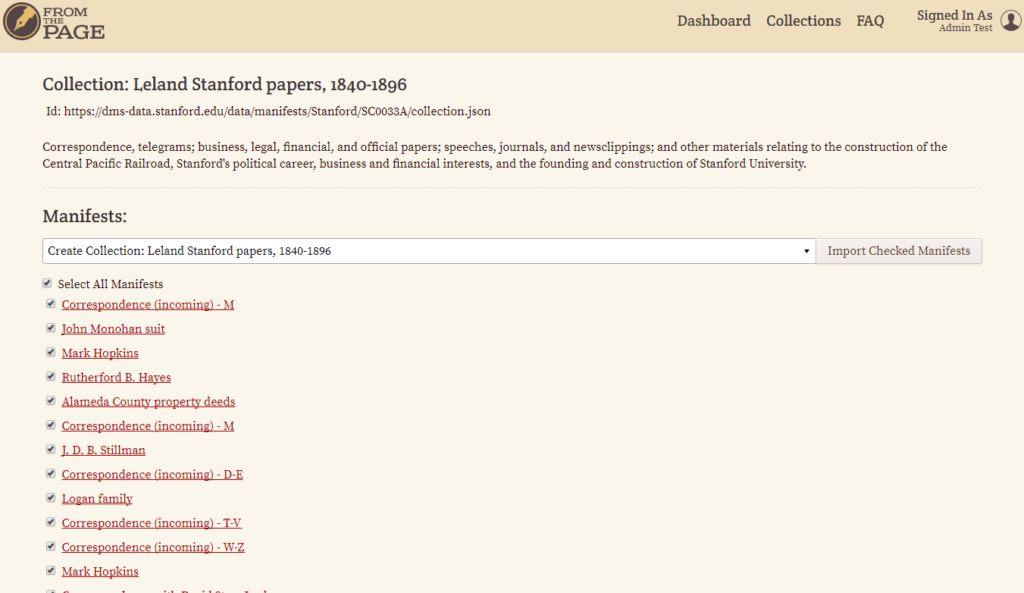 FROM
THE
PAGE
Dashboard Collections FAQ
Signed In As
Admin Test
Collection: Leland Stanford papers, 1840-1896
Id: https://dms-data.stanford.edu/data/manifests/Stanford/SC0033A/collection.json
Correspondence, telegrams; business, legal, financial, and official papers; speeches, journals, and newsclippings; and other materials relating to the construction of the
Central Pacific Railroad, Stanford's political career, business and financial interests, and the founding and construction of Stanford University.
Manifests:
Create Collection: Leland Stanford papers, 1840-1896
Import Checked Manifests
Select All Manifests
Correspondence (incoming) - M
John Monohan suit
Mark Hopkins
Rutherford B. Hayes
Alameda County property deeds
Correspondence (incoming) - M
J. D. B. Stillman
Correspondence (incoming) - D-E
Logan family
Correspondence (incoming) - T-V
Correspondence (incoming) - W-Z
Mark Hopkins